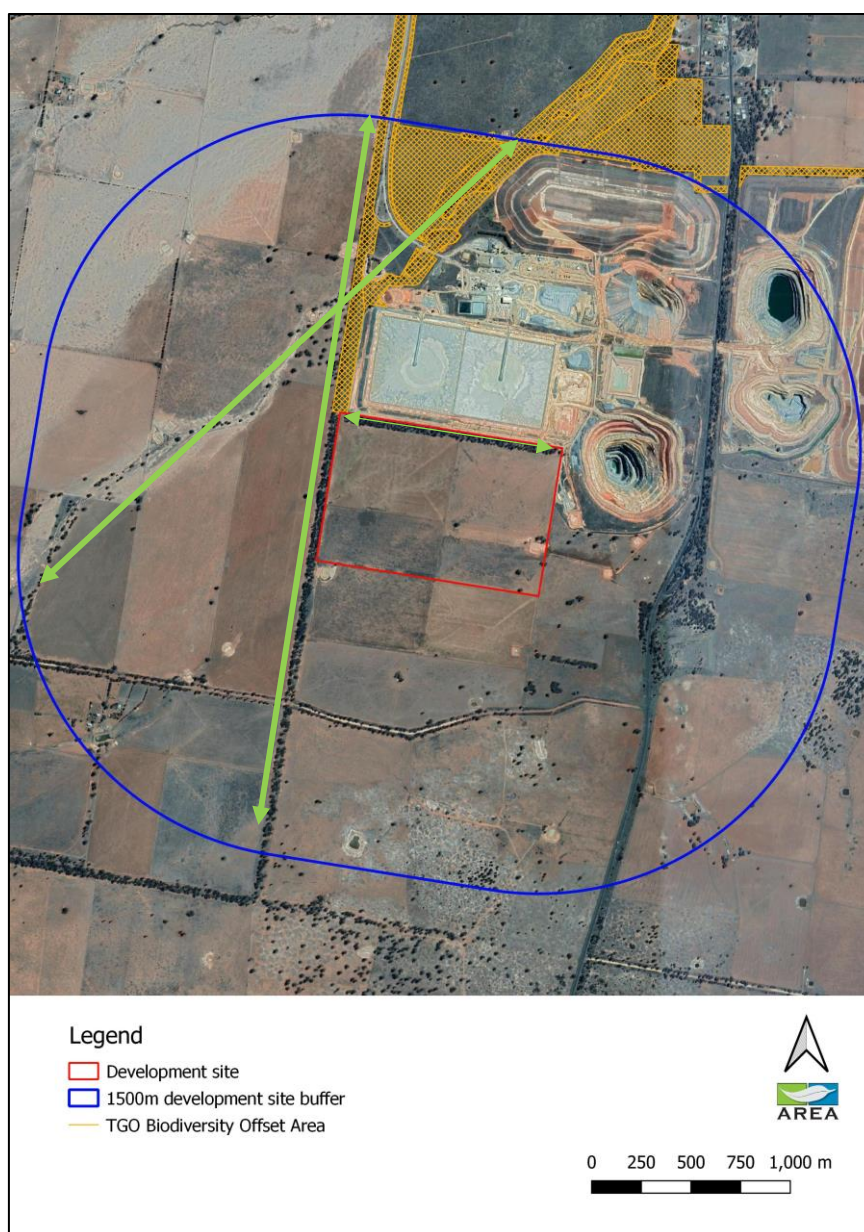 Legend
Development site
1500m development site buffer
TGO Biodiversity Offset Area
AREA
0 250 500 750 1,000 m